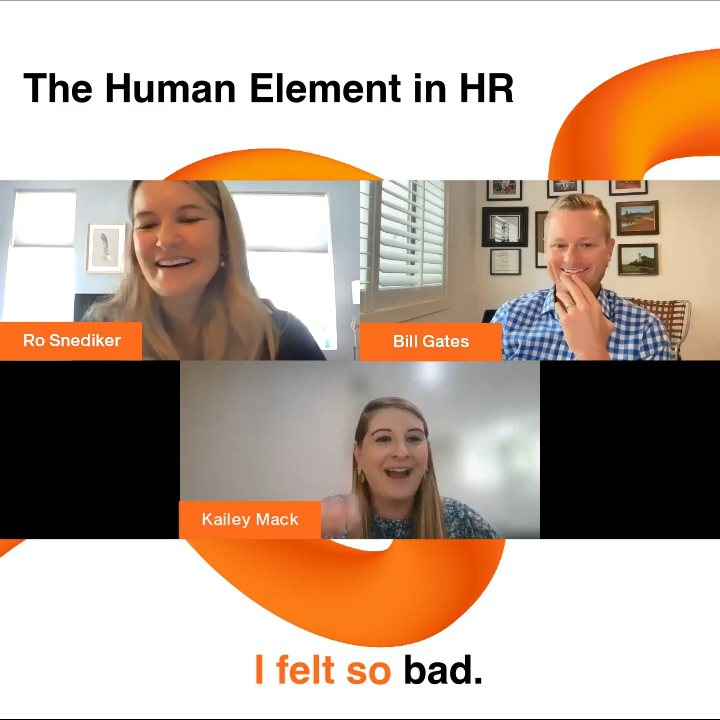 The Human Element in HR
Ro Snediker
Bill Gates
Kailey Mack
I felt so bad.